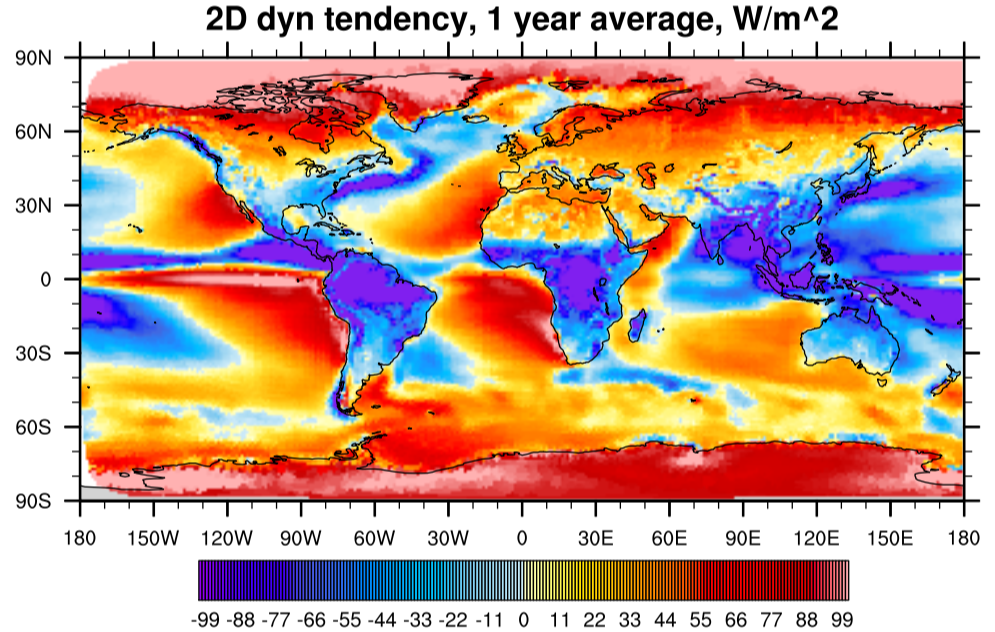 2D dyn tendency, 1 year average, W/m^2
90N
60N
30N
0
30S
60S
90S
180 150W 120W 90W 60W 30W 0 30E 60E 90E 120E 150E 180
-99 -88 -77 -66 -55 -44 -33 -22 -11 0 11 22 33 44 55 66 77 88 99